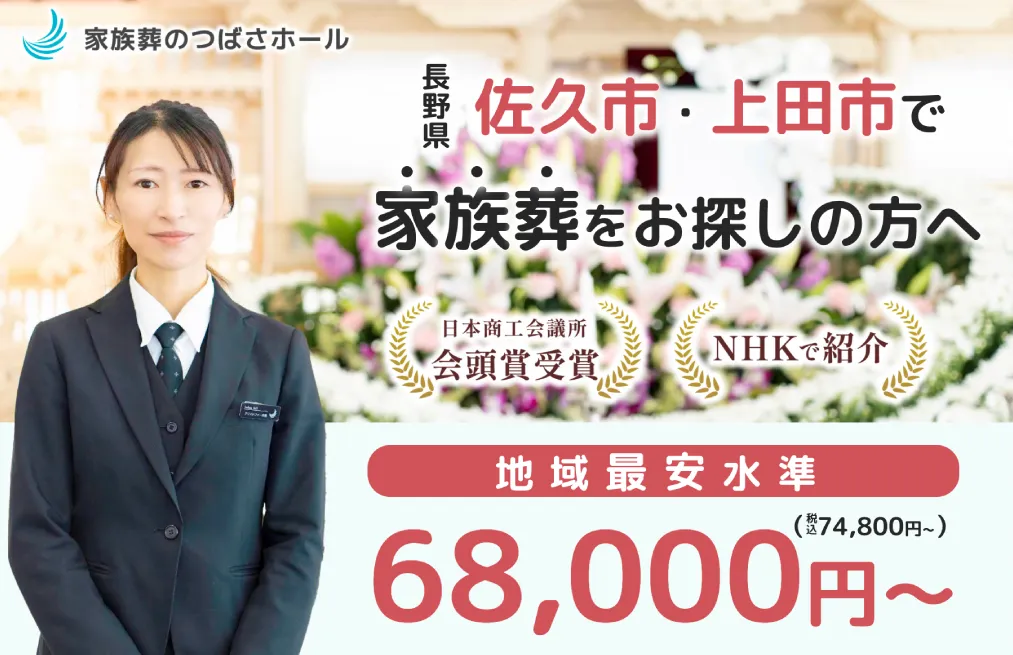 家族葬のつばさホール
長野県
佐久市・上田市で
家族葬をお探しの方へ
日本商工会議所
会頭賞受賞
NHKで紹介
地域最安水準
(税込74,800円~)
68,000円~